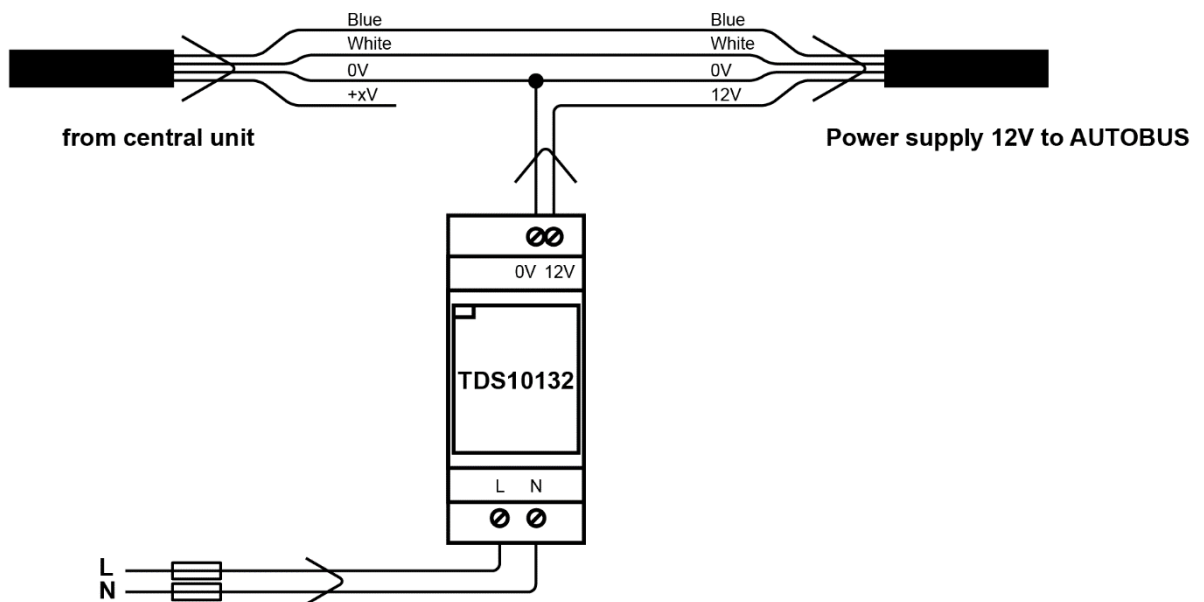 Blue Blue
White White
0V 0V
+xV 12V
from central unit Power supply 12V to AUTOBUS
0V 12V
TDS10132
L N
L
N